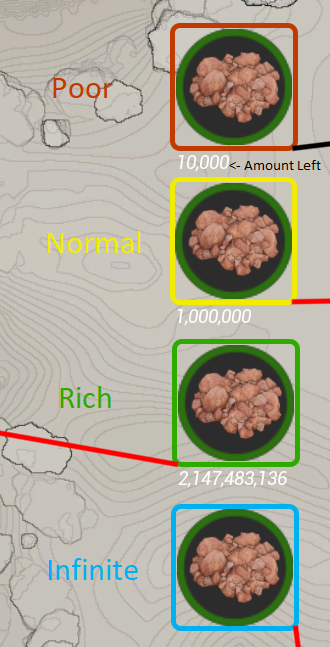 Poor
10,000 <- Amount Left
Normal
1,000,000
Rich
2,147,483,136
Infinite